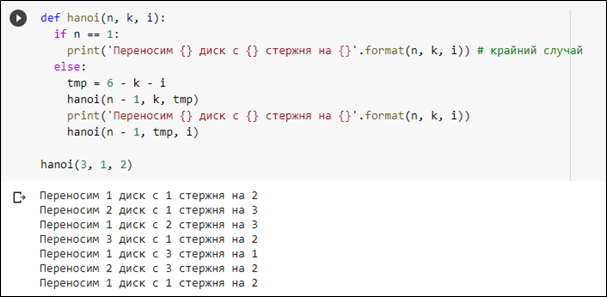 def hanoi(n, k, i):
  if n == 1:
    print('Переносим {} диск с {} стержня на {}'.format(n, k, i)) # крайний случай
  else:
    tmp = 6 - k - i
    hanoi(n - 1, k, tmp)
    print('Переносим {} диск с {} стержня на {}'.format(n, k, i))
    hanoi(n - 1, tmp, i)
hanoi(3, 1, 2)
Переносим 1 диск с 1 стержня на 2
Переносим 2 диск с 1 стержня на 3
Переносим 1 диск с 2 стержня на 3
Переносим 3 диск с 1 стержня на 2
Переносим 1 диск с 3 стержня на 1
Переносим 2 диск с 3 стержня на 2
Переносим 1 диск с 1 стержня на 2